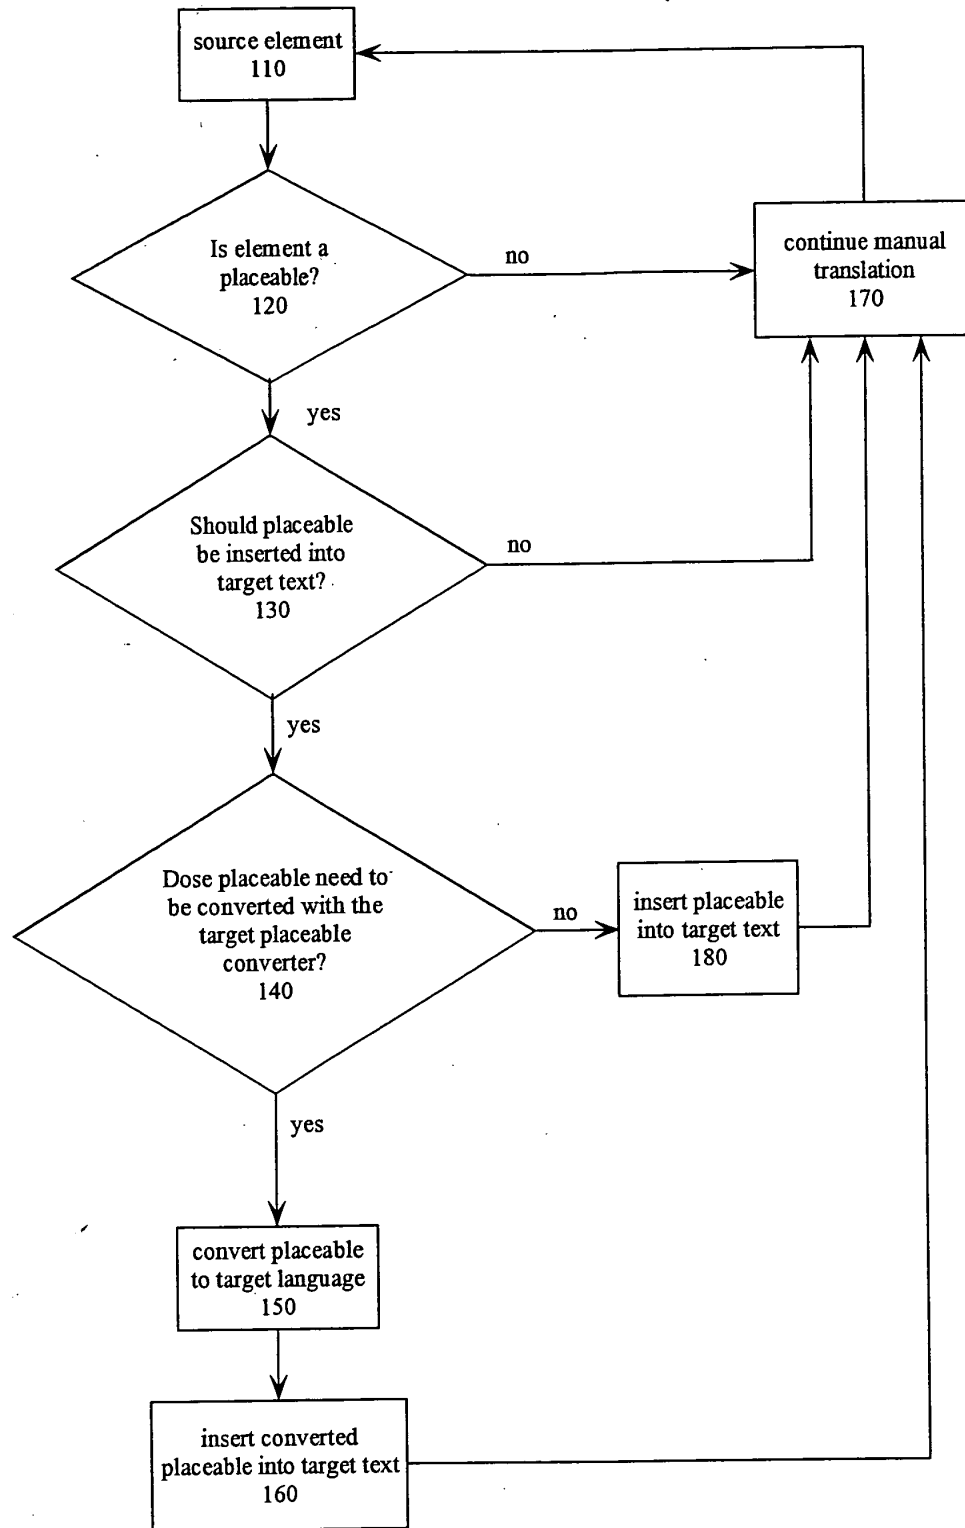 source element
110
Is element a
placeable?
120
no
continue manual
translation
170
yes
Should placeable
be inserted into
target text?
130
no
yes
Dose placeable need to
be converted with the
target placeable
converter?
140
no
insert placeable
into target text
180
yes
convert placeable
to target language
150
insert converted
placeable into target text
160